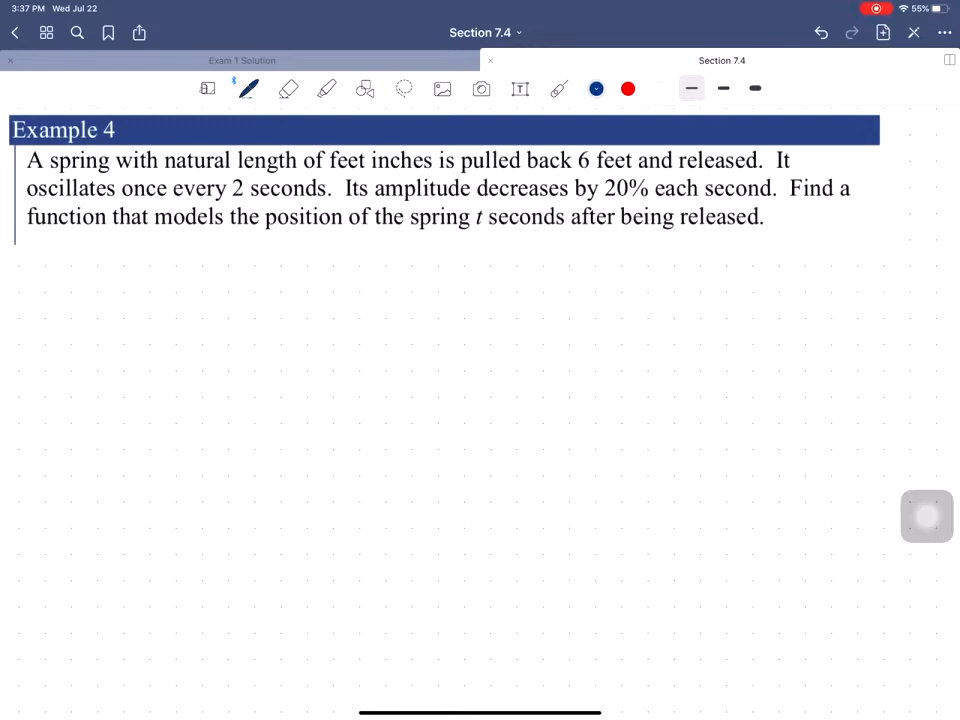 3:37 PM Wed Jul 22
55%
Section 7.4
Exam 1 Solution
Section 7.4
Example 4
A spring with natural length of feet inches is pulled back 6 feet and released. It
oscillates once every 2 seconds. Its amplitude decreases by 20% each second. Find a
function that models the position of the spring t seconds after being released.